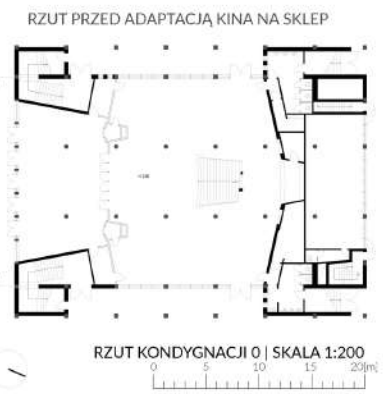 RZUT PRZED ADAPTACJĄ KINA NA SKLEP
RZUT KONDYGNACJI 0 | SKALA 1:200
0 5 10 15 20[m]